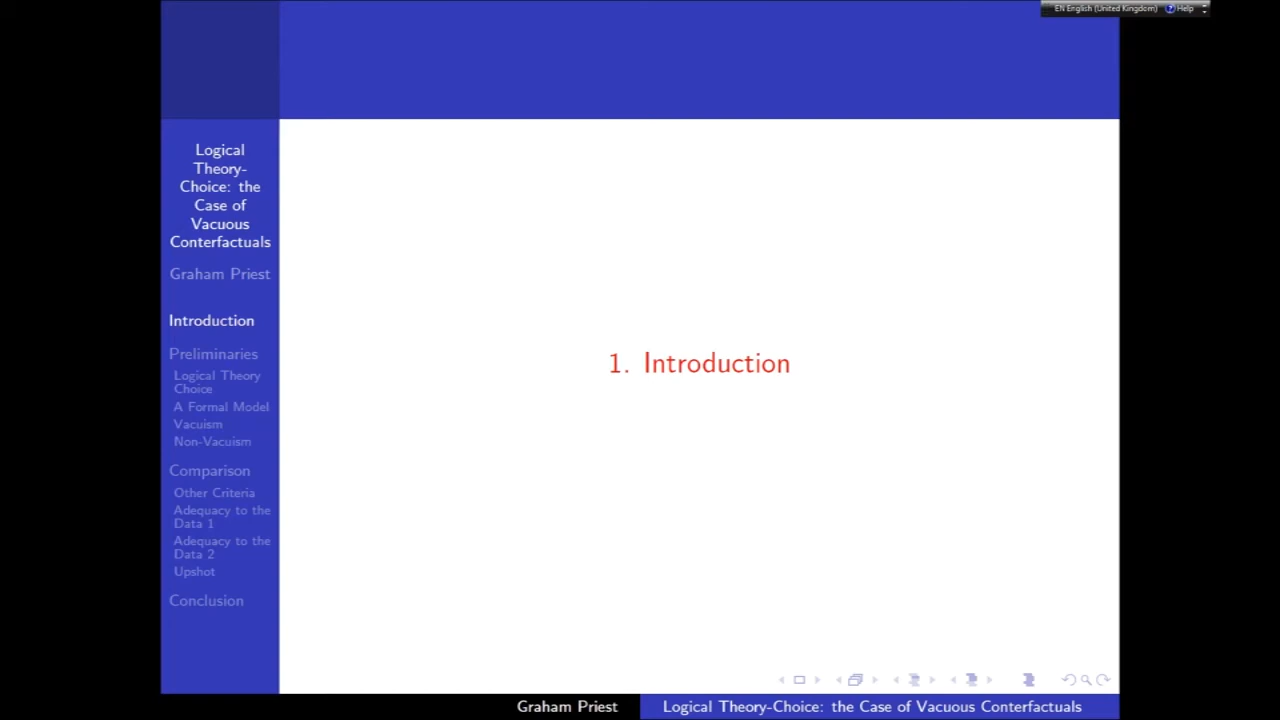 EN English (United Kingdom) Help
Logical
Theory-
Choice: the
Case of
Vacuous
Conterfactuals
Graham Priest
Introduction
Preliminaries
Logical Theory
Choice
A Formal Model
Vacuism
Non-Vacuism
Comparison
Other Criteria
Adequacy to the
Data 1
Adequacy to the
Data 2
Upshot
Conclusion
1. Introduction
Graham Priest
Logical Theory-Choice: the Case of Vacuous Conterfactuals